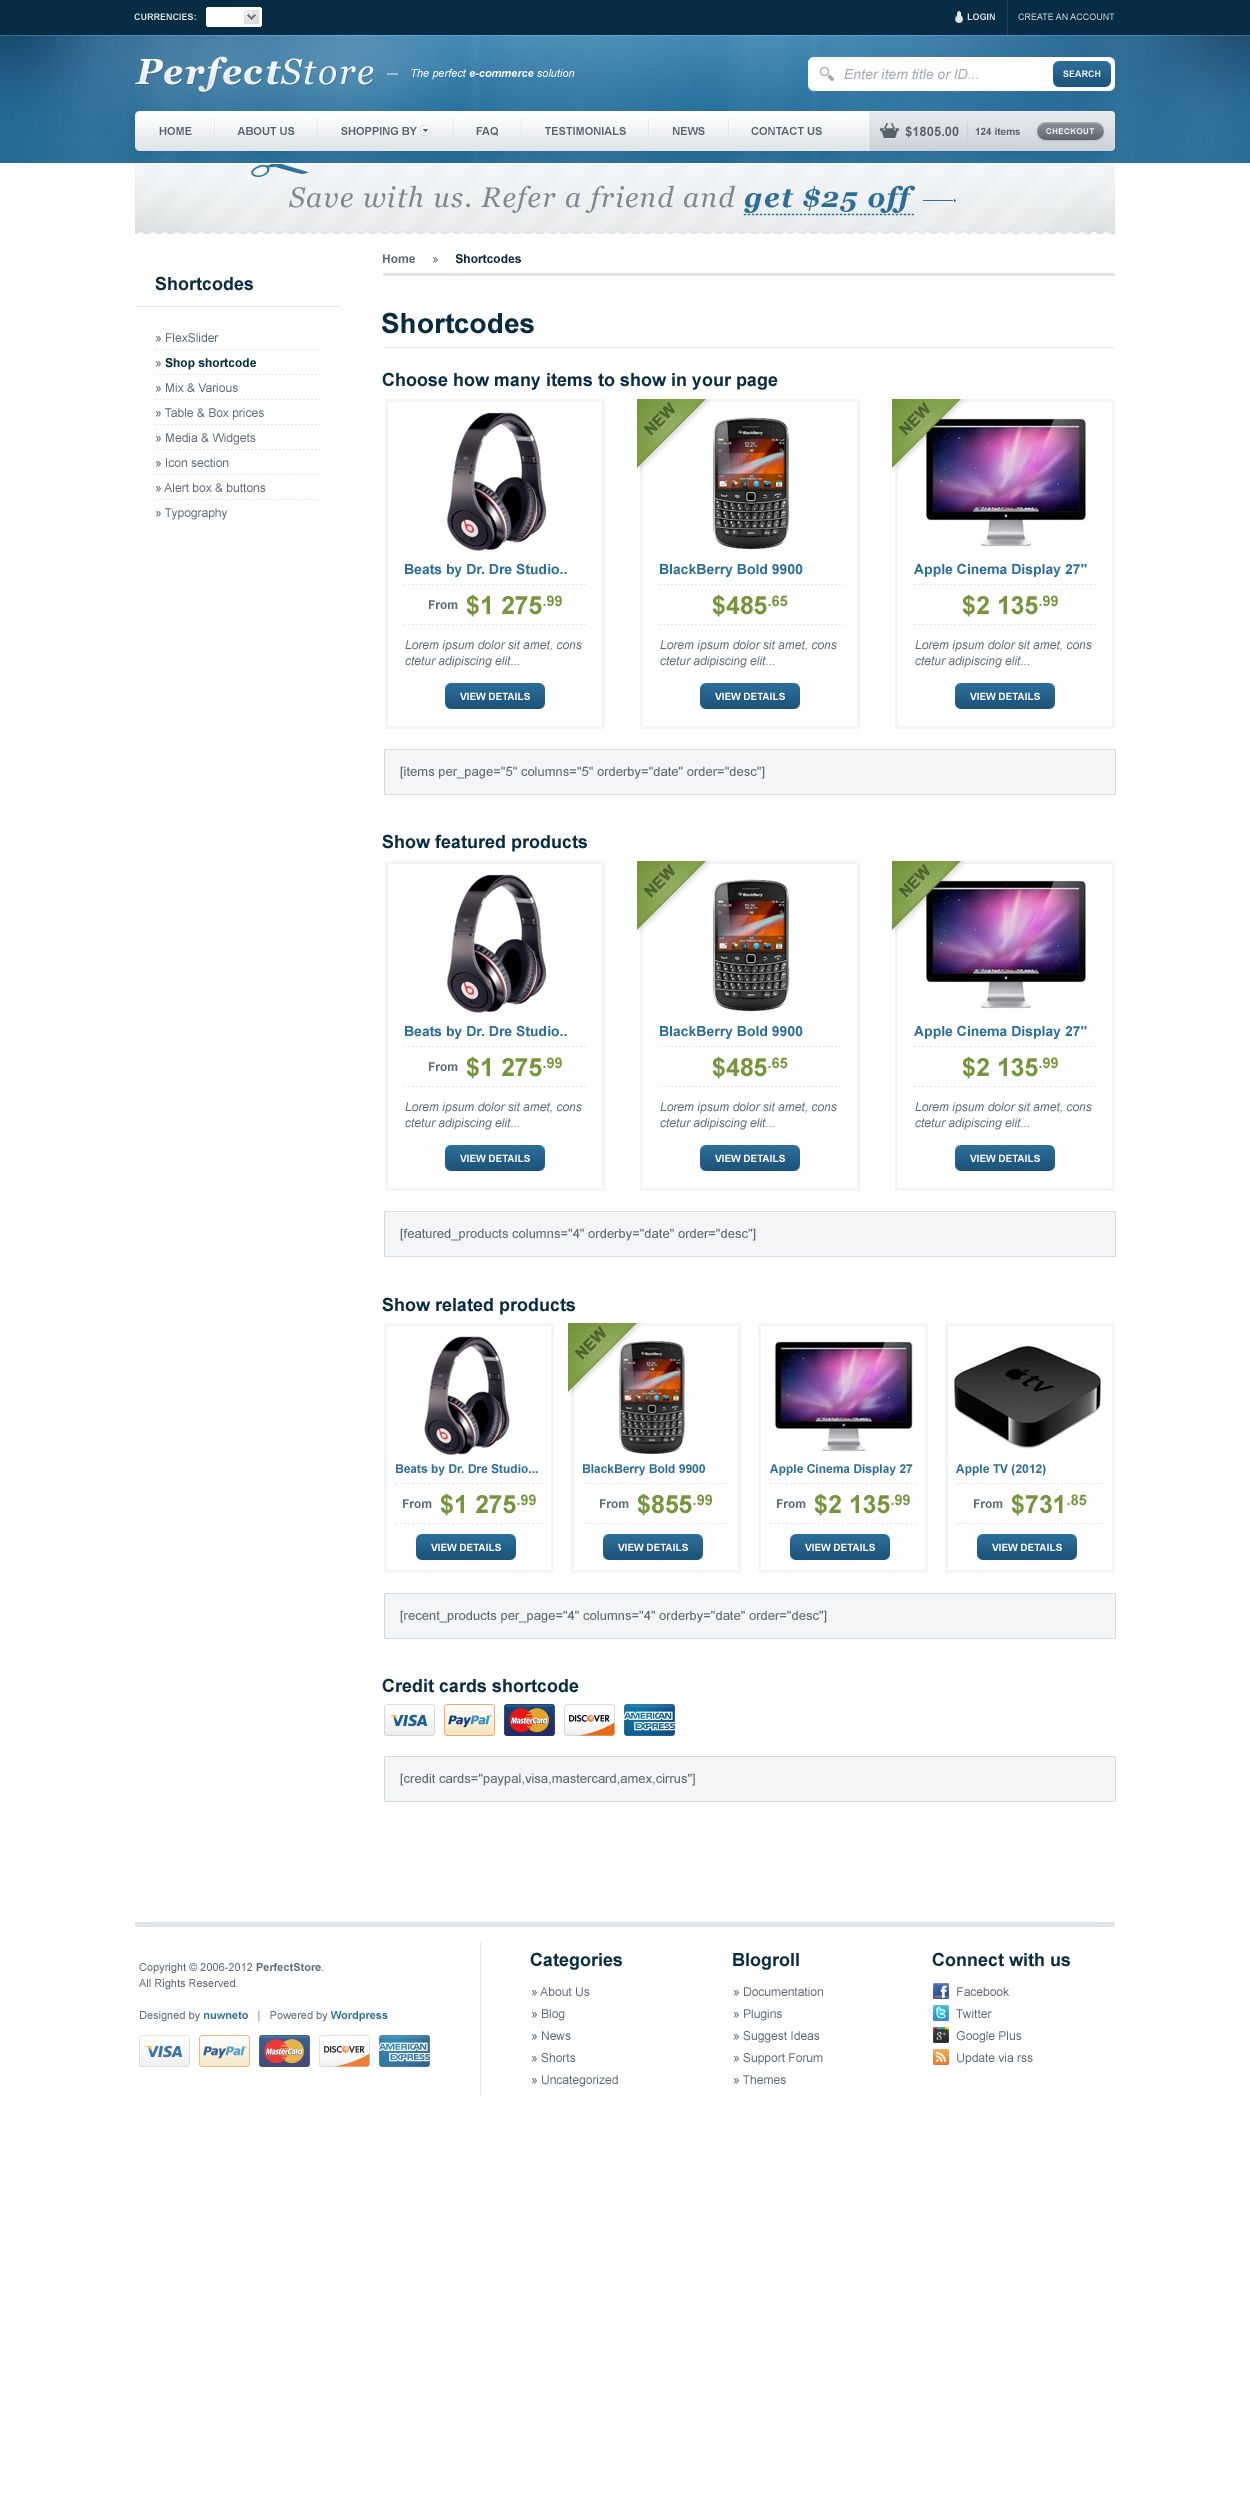 CURRENCIES:
LOGIN
CREATE AN ACCOUNT
PerfectStore — The perfect e-commerce solution
Enter item title or ID...
SEARCH
HOME
ABOUT US
SHOPPING BY
FAQ
TESTIMONIALS
NEWS
CONTACT US
$1805.00
124 items
CHECKOUT
Save with us. Refer a friend and get $25 off
Home » Shortcodes
Shortcodes
» FlexSlider
» Shop shortcode
» Mix & Various
» Table & Box prices
» Media & Widgets
» Icon section
» Alert box & buttons
» Typography
Shortcodes
Choose how many items to show in your page
Beats by Dr. Dre Studio..
From $1 275.99
Lorem ipsum dolor sit amet, cons
ctetur adipiscing elit...
VIEW DETAILS
NEW
BlackBerry
BlackBerry Bold 9900
$485.65
Lorem ipsum dolor sit amet, cons
ctetur adipiscing elit...
VIEW DETAILS
NEW
Apple Cinema Display 27"
$2 135.99
Lorem ipsum dolor sit amet, cons
ctetur adipiscing elit...
VIEW DETAILS
[items per_page="5" columns="5" orderby="date" order="desc"]
Show featured products
Beats by Dr. Dre Studio..
From $1 275.99
Lorem ipsum dolor sit amet, cons
ctetur adipiscing elit...
VIEW DETAILS
NEW
BlackBerry
BlackBerry Bold 9900
$485.65
Lorem ipsum dolor sit amet, cons
ctetur adipiscing elit...
VIEW DETAILS
NEW
Apple Cinema Display 27"
$2 135.99
Lorem ipsum dolor sit amet, cons
ctetur adipiscing elit...
VIEW DETAILS
[featured_products columns="4" orderby="date" order="desc"]
Show related products
Beats by Dr. Dre Studio...
From $1 275.99
VIEW DETAILS
NEW
BlackBerry
BlackBerry Bold 9900
From $855.99
VIEW DETAILS
Apple Cinema Display 27
From $2 135.99
VIEW DETAILS
tv
Apple TV (2012)
From $731.85
VIEW DETAILS
[recent_products per_page="4" columns="4" orderby="date" order="desc"]
Credit cards shortcode
VISA
PayPal
MasterCard
DISCOVER
AMERICAN EXPRESS
[credit cards="paypal,visa,mastercard,amex,cirrus"]
Copyright © 2006-2012 PerfectStore.
All Rights Reserved.
Designed by nuwneto | Powered by Wordpress
VISA
PayPal
MasterCard
DISCOVER
AMERICAN EXPRESS
Categories
» About Us
» Blog
» News
» Shorts
» Uncategorized
Blogroll
» Documentation
» Plugins
» Suggest Ideas
» Support Forum
» Themes
Connect with us
Facebook
Twitter
Google Plus
Update via rss